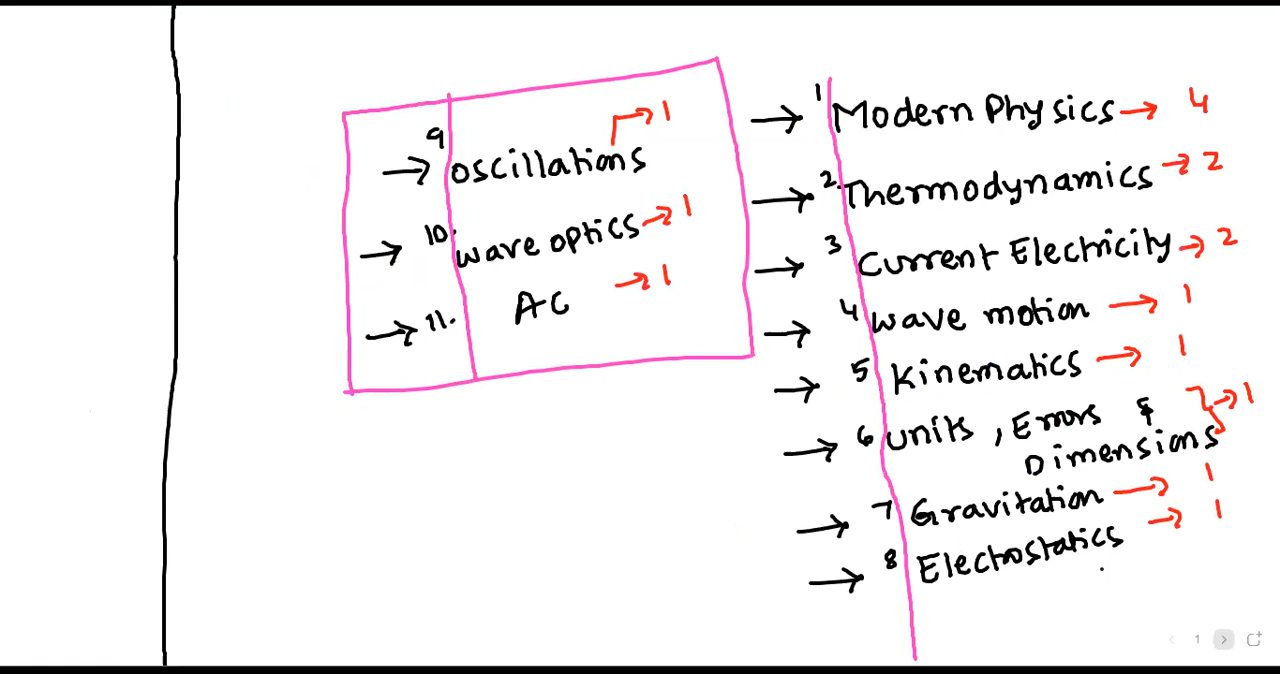 1 Modern Physics → 4
2. Thermodynamics → 2
3 Current Electricity → 2
4 wave motion → 1
5 Kinematics → 1
6 units, Errors &
Dimensions → 1
7 Gravitation → 1
8 Electrostatics → 1
9 oscillations → 1
10. wave optics → 1
11. AC → 1
1